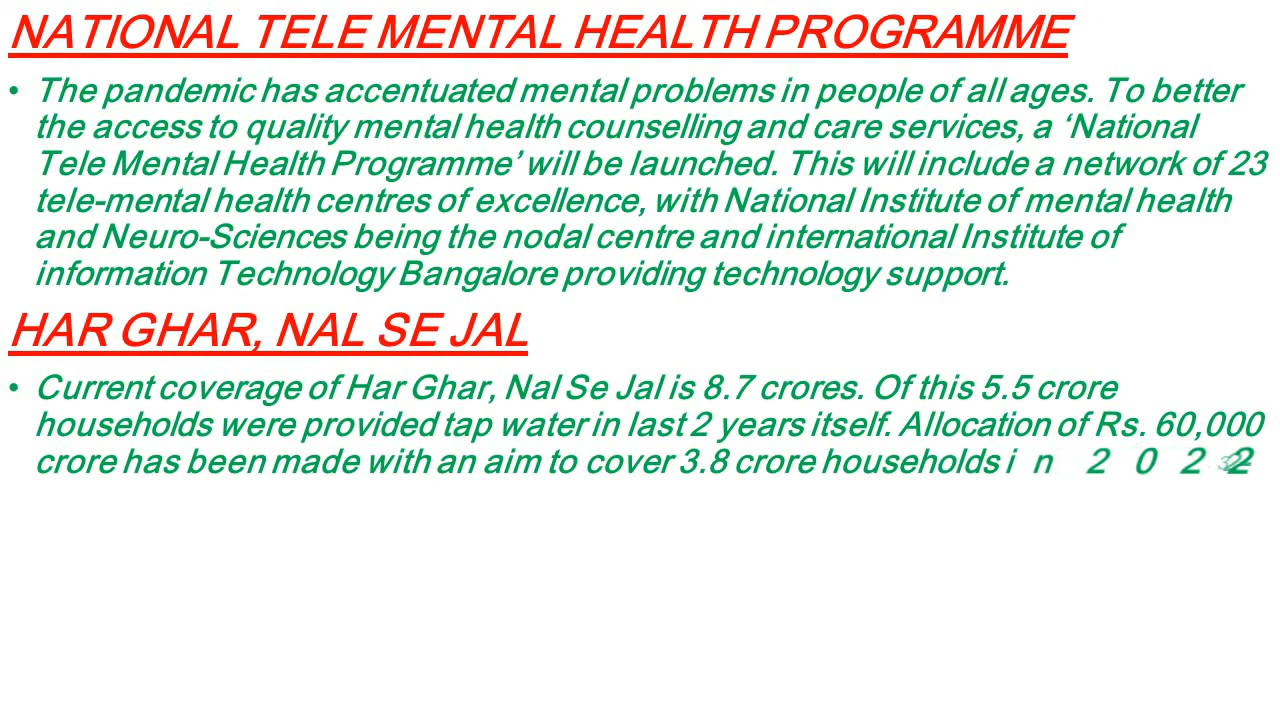 NATIONAL TELE MENTAL HEALTH PROGRAMME
• The pandemic has accentuated mental problems in people of all ages. To better
the access to quality mental health counselling and care services, a ‘National
Tele Mental Health Programme’ will be launched. This will include a network of 23
tele-mental health centres of excellence, with National Institute of mental health
and Neuro-Sciences being the nodal centre and international Institute of
information Technology Bangalore providing technology support.
HAR GHAR, NAL SE JAL
• Current coverage of Har Ghar, Nal Se Jal is 8.7 crores. Of this 5.5 crore
households were provided tap water in last 2 years itself. Allocation of Rs. 60,000
crore has been made with an aim to cover 3.8 crore households in 2022